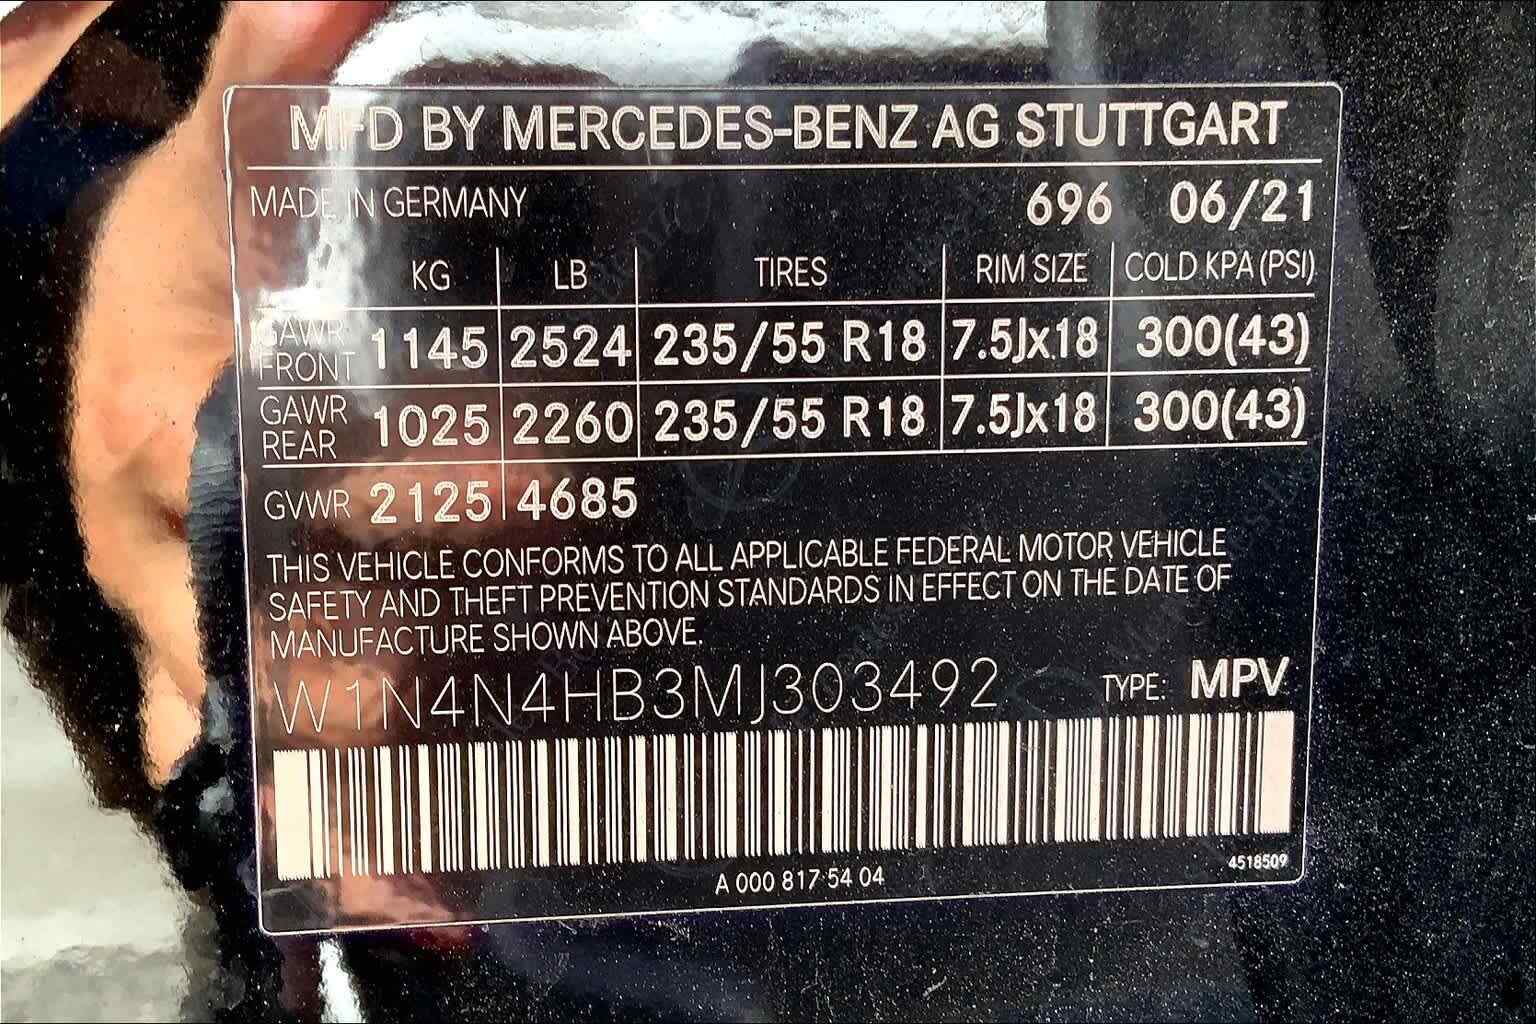 MFD BY MERCEDES-BENZ AG STUTTGART
MADE IN GERMANY 696 06/21
KG LB TIRES RIM SIZE COLD KPA (PSI)
GAWR FRONT 1145 2524 235/55 R18 7.5Jx18 300(43)
GAWR REAR 1025 2260 235/55 R18 7.5Jx18 300(43)
GVWR 2125 4685
THIS VEHICLE CONFORMS TO ALL APPLICABLE FEDERAL MOTOR VEHICLE
SAFETY AND THEFT PREVENTION STANDARDS IN EFFECT ON THE DATE OF
MANUFACTURE SHOWN ABOVE.
W1N4N4HB3MJ303492 TYPE: MPV
A 000 817 54 04 4518509